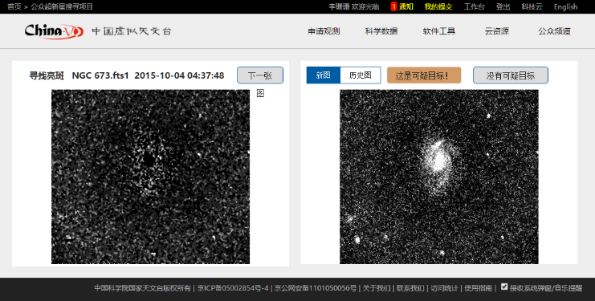 首页 > 公众超新星搜寻项目
李珊珊 欢迎光临 1 通知 我的提交 工作台 登出 科技云 English
China-VO 中国虚拟天文台
申请观测 科学数据 软件工具 云资源 公众频道
寻找亮斑 NGC 673.fts1 2015-10-04 04:37:48 下一张图
新图 历史图 这是可疑目标！ 没有可疑目标
中国科学院国家天文台版权所有 | 京ICP备05002854号-4 | 京公网安备1101050056号 | 关于我们 | 联系我们 | 访问统计 | 使用指南 | 接收系统弹窗/音乐提醒